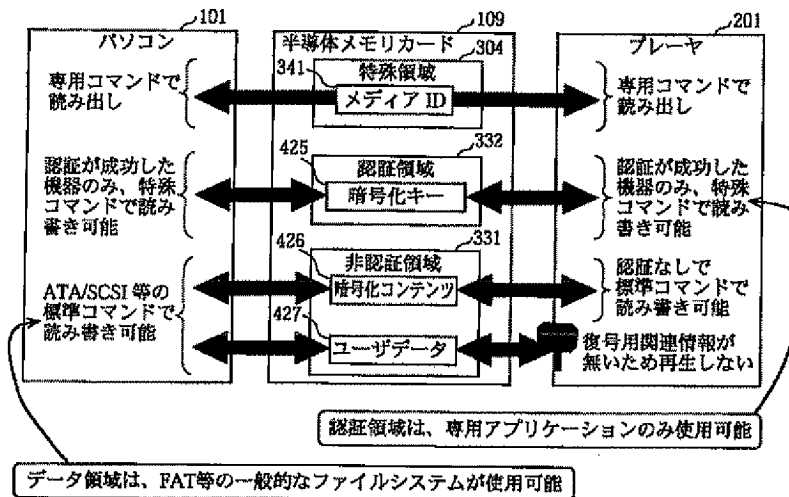 101
パソコン
専用コマンドで
読み出し
認証が成功した
機器のみ、特殊
コマンドで読み
書き可能
ATA/SCSI 等の
標準コマンドで
読み書き可能
109
半導体メモリカード
304
特殊領域
341
メディア ID
332
認証領域
425
暗号化キー
331
非認証領域
426
暗号化コンテンツ
427
ユーザデータ
201
プレーヤ
専用コマンドで
読み出し
認証が成功した
機器のみ、特殊
コマンドで読み
書き可能
認証なしで
標準コマンドで
読み書き可能
復号用関連情報が
無いため再生しない
認証領域は、専用アプリケーションのみ使用可能
データ領域は、FAT等の一般的なファイルシステムが使用可能